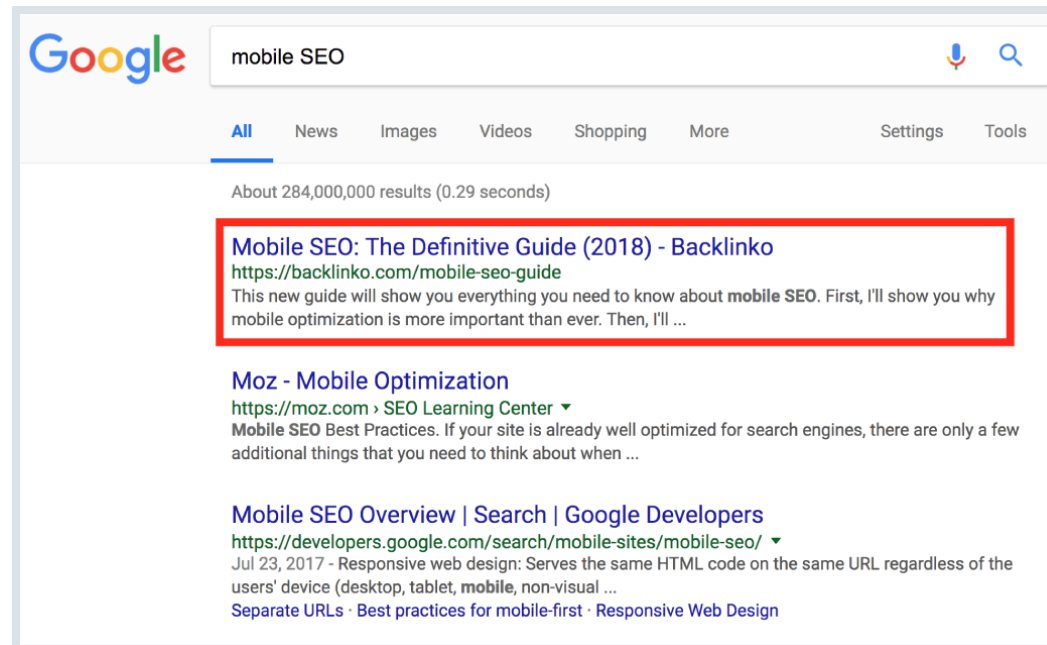 Google
mobile SEO
All News Images Videos Shopping More Settings Tools
About 284,000,000 results (0.29 seconds)
Mobile SEO: The Definitive Guide (2018) - Backlinko
https://backlinko.com/mobile-seo-guide
This new guide will show you everything you need to know about mobile SEO. First, I'll show you why
mobile optimization is more important than ever. Then, I'll ...
Moz - Mobile Optimization
https://moz.com › SEO Learning Center
Mobile SEO Best Practices. If your site is already well optimized for search engines, there are only a few
additional things that you need to think about when ...
Mobile SEO Overview | Search | Google Developers
https://developers.google.com/search/mobile-sites/mobile-seo/
Jul 23, 2017 - Responsive web design: Serves the same HTML code on the same URL regardless of the
users' device (desktop, tablet, mobile, non-visual ...
Separate URLs · Best practices for mobile-first · Responsive Web Design